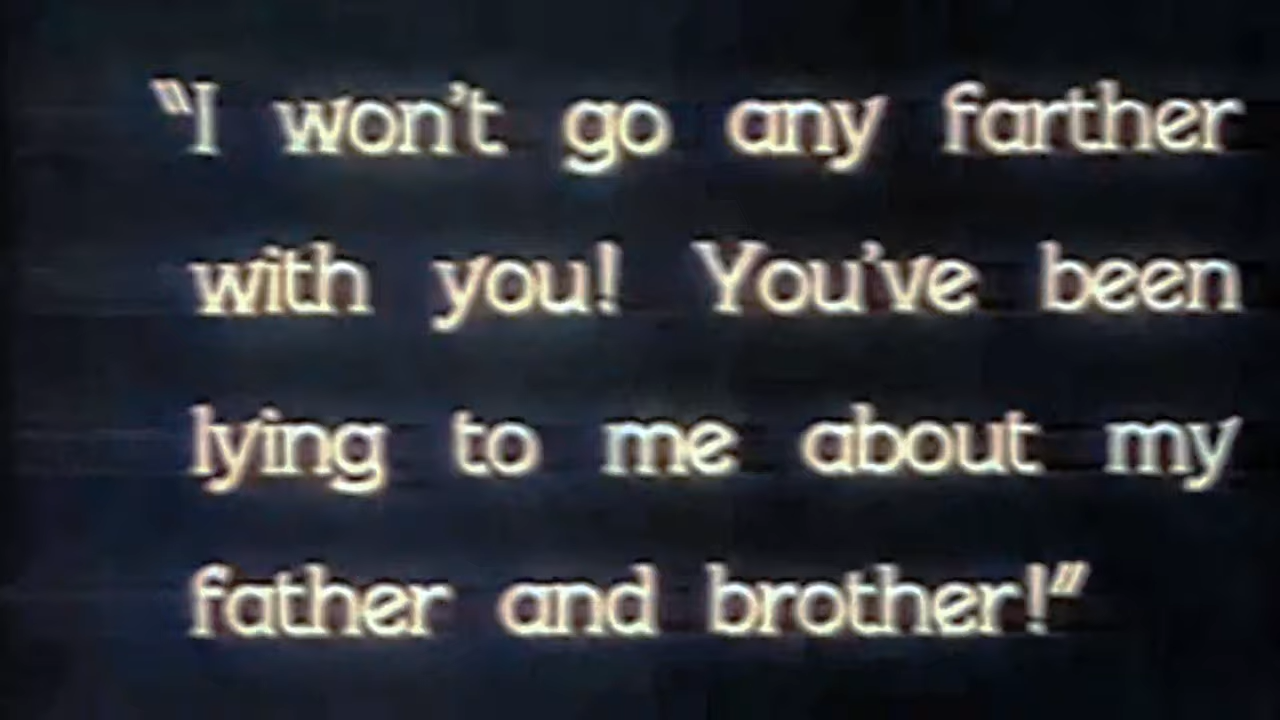 “I won't go any farther
with you! You've been
lying to me about my
father and brother!”